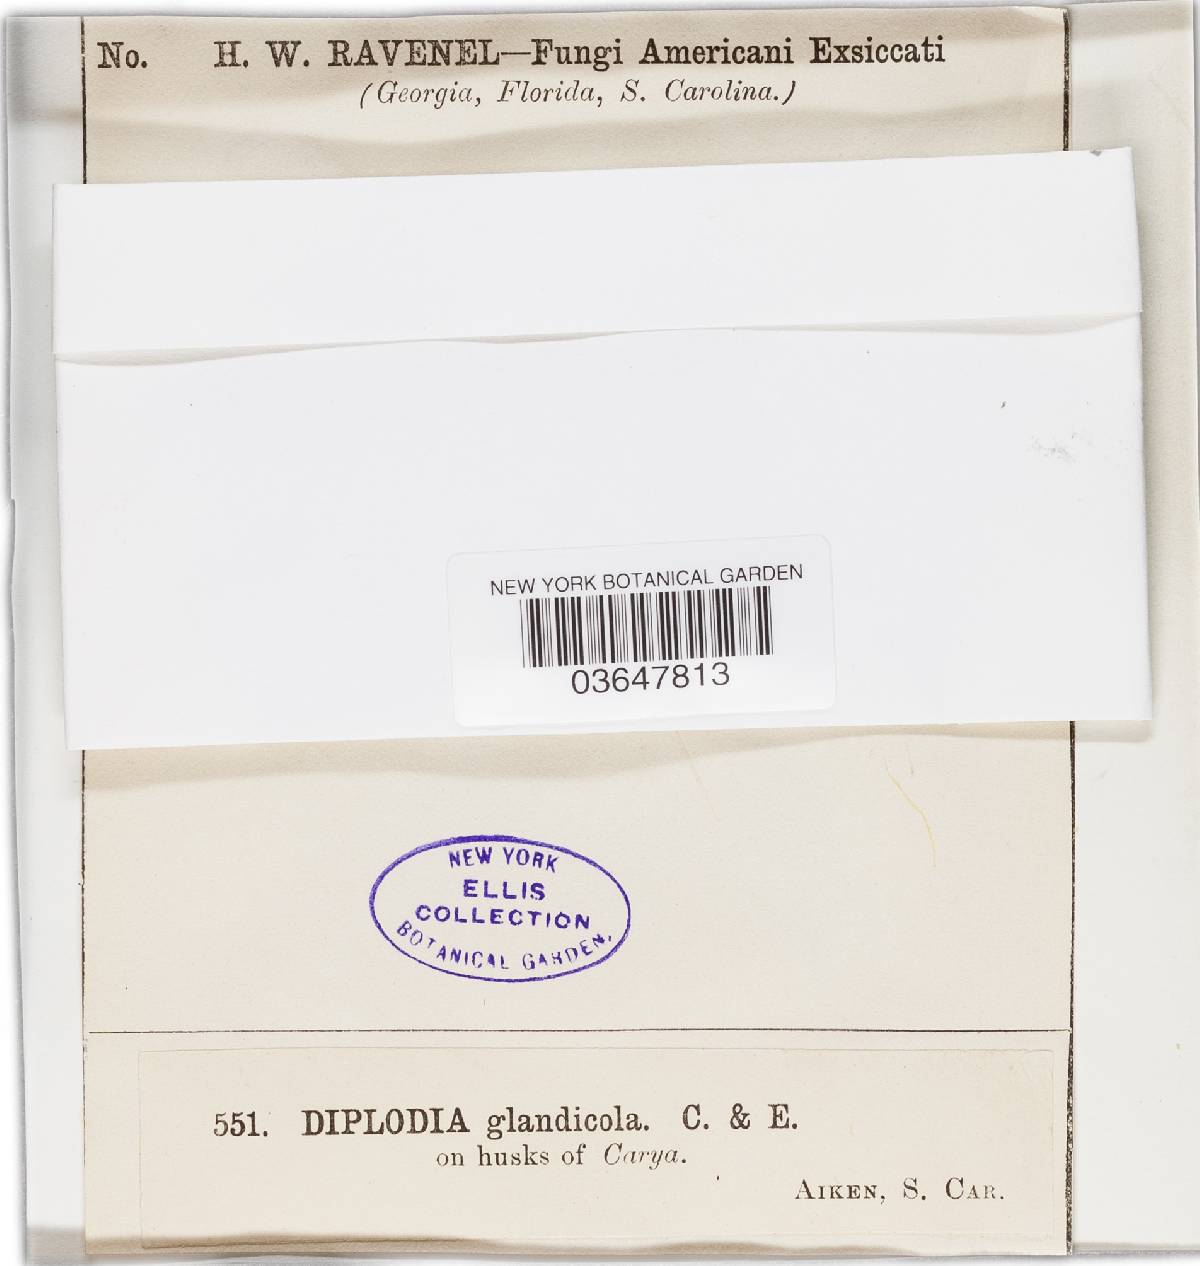 No. H. W. RAVENEL—Fungi Americani Exsiccati
(Georgia, Florida, S. Carolina.)
NEW YORK BOTANICAL GARDEN
03647813
NEW YORK
ELLIS
COLLECTION
BOTANICAL GARDEN.
551. DIPLODIA glandicola. C. & E.
on husks of Carya.
AIKEN, S. CAR.